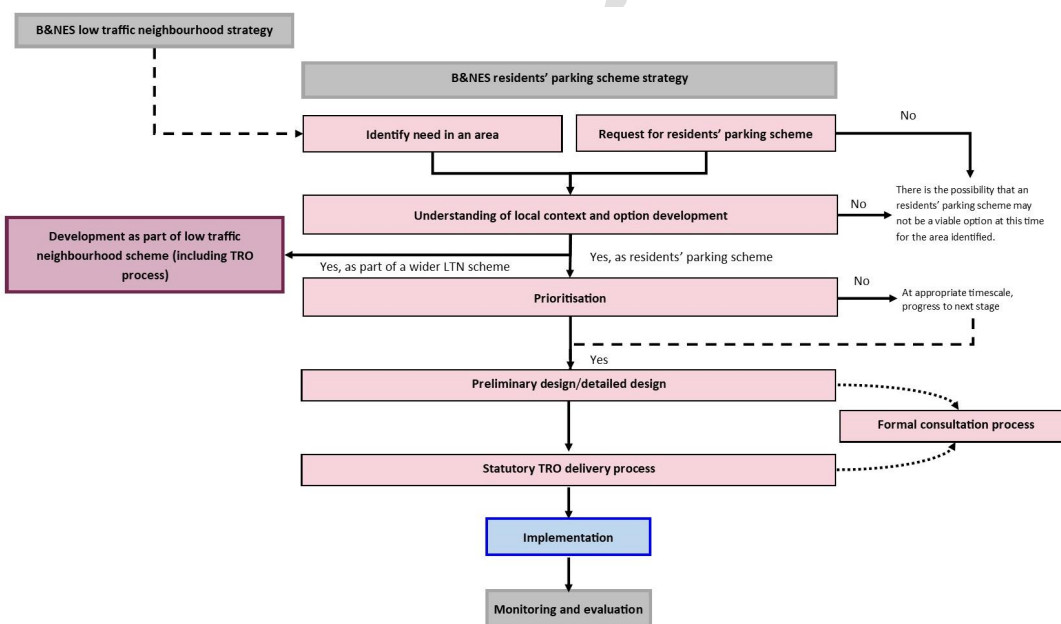 B&NES low traffic neighbourhood strategy
B&NES residents' parking scheme strategy
Identify need in an area
Request for residents' parking scheme
No
There is the possibility that an
residents' parking scheme may
not be a viable option at this time
for the area identified.
Understanding of local context and option development
No
Development as part of low traffic
neighbourhood scheme (including TRO
process)
Yes, as part of a wider LTN scheme
Yes, as residents' parking scheme
Prioritisation
No
At appropriate timescale,
progress to next stage
Yes
Preliminary design/detailed design
Formal consultation process
Statutory TRO delivery process
Implementation
Monitoring and evaluation